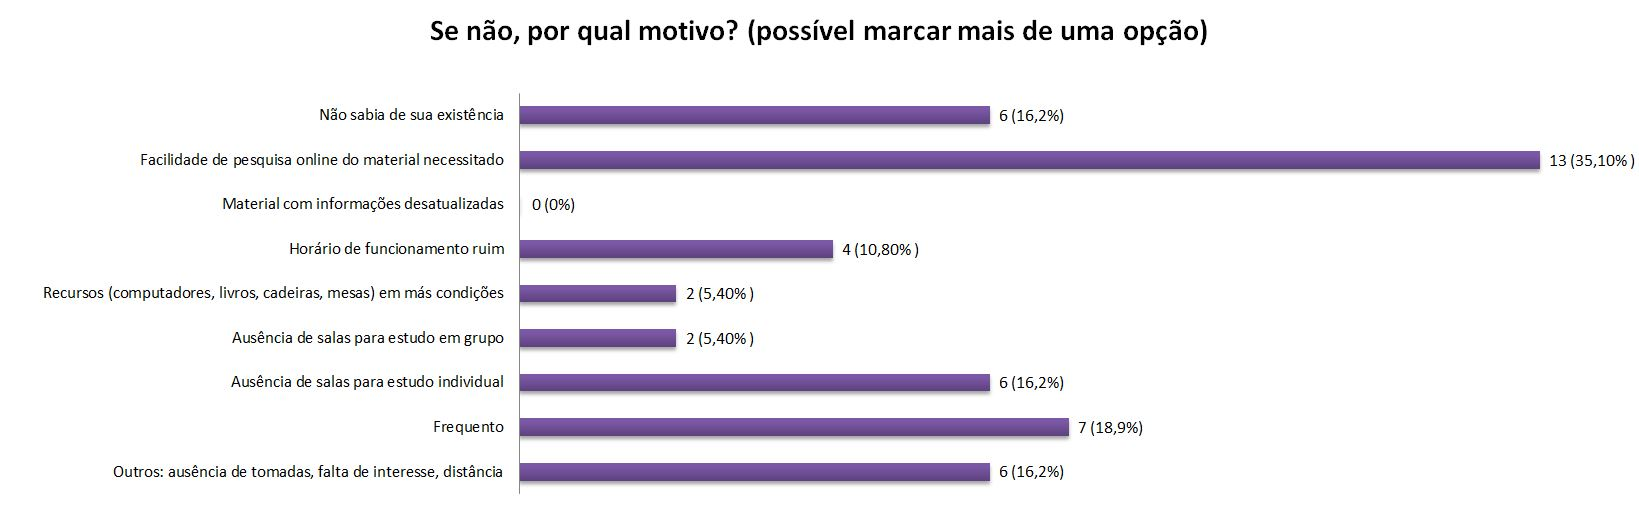 Se não, por qual motivo? (possível marcar mais de uma opção)
Não sabia de sua existência 6 (16,2%)
Facilidade de pesquisa online do material necessitado 13 (35,10% )
Material com informações desatualizadas 0 (0%)
Horário de funcionamento ruim 4 (10,80% )
Recursos (computadores, livros, cadeiras, mesas) em más condições 2 (5,40% )
Ausência de salas para estudo em grupo 2 (5,40% )
Ausência de salas para estudo individual 6 (16,2%)
Frequento 7 (18,9%)
Outros: ausência de tomadas, falta de interesse, distância 6 (16,2%)